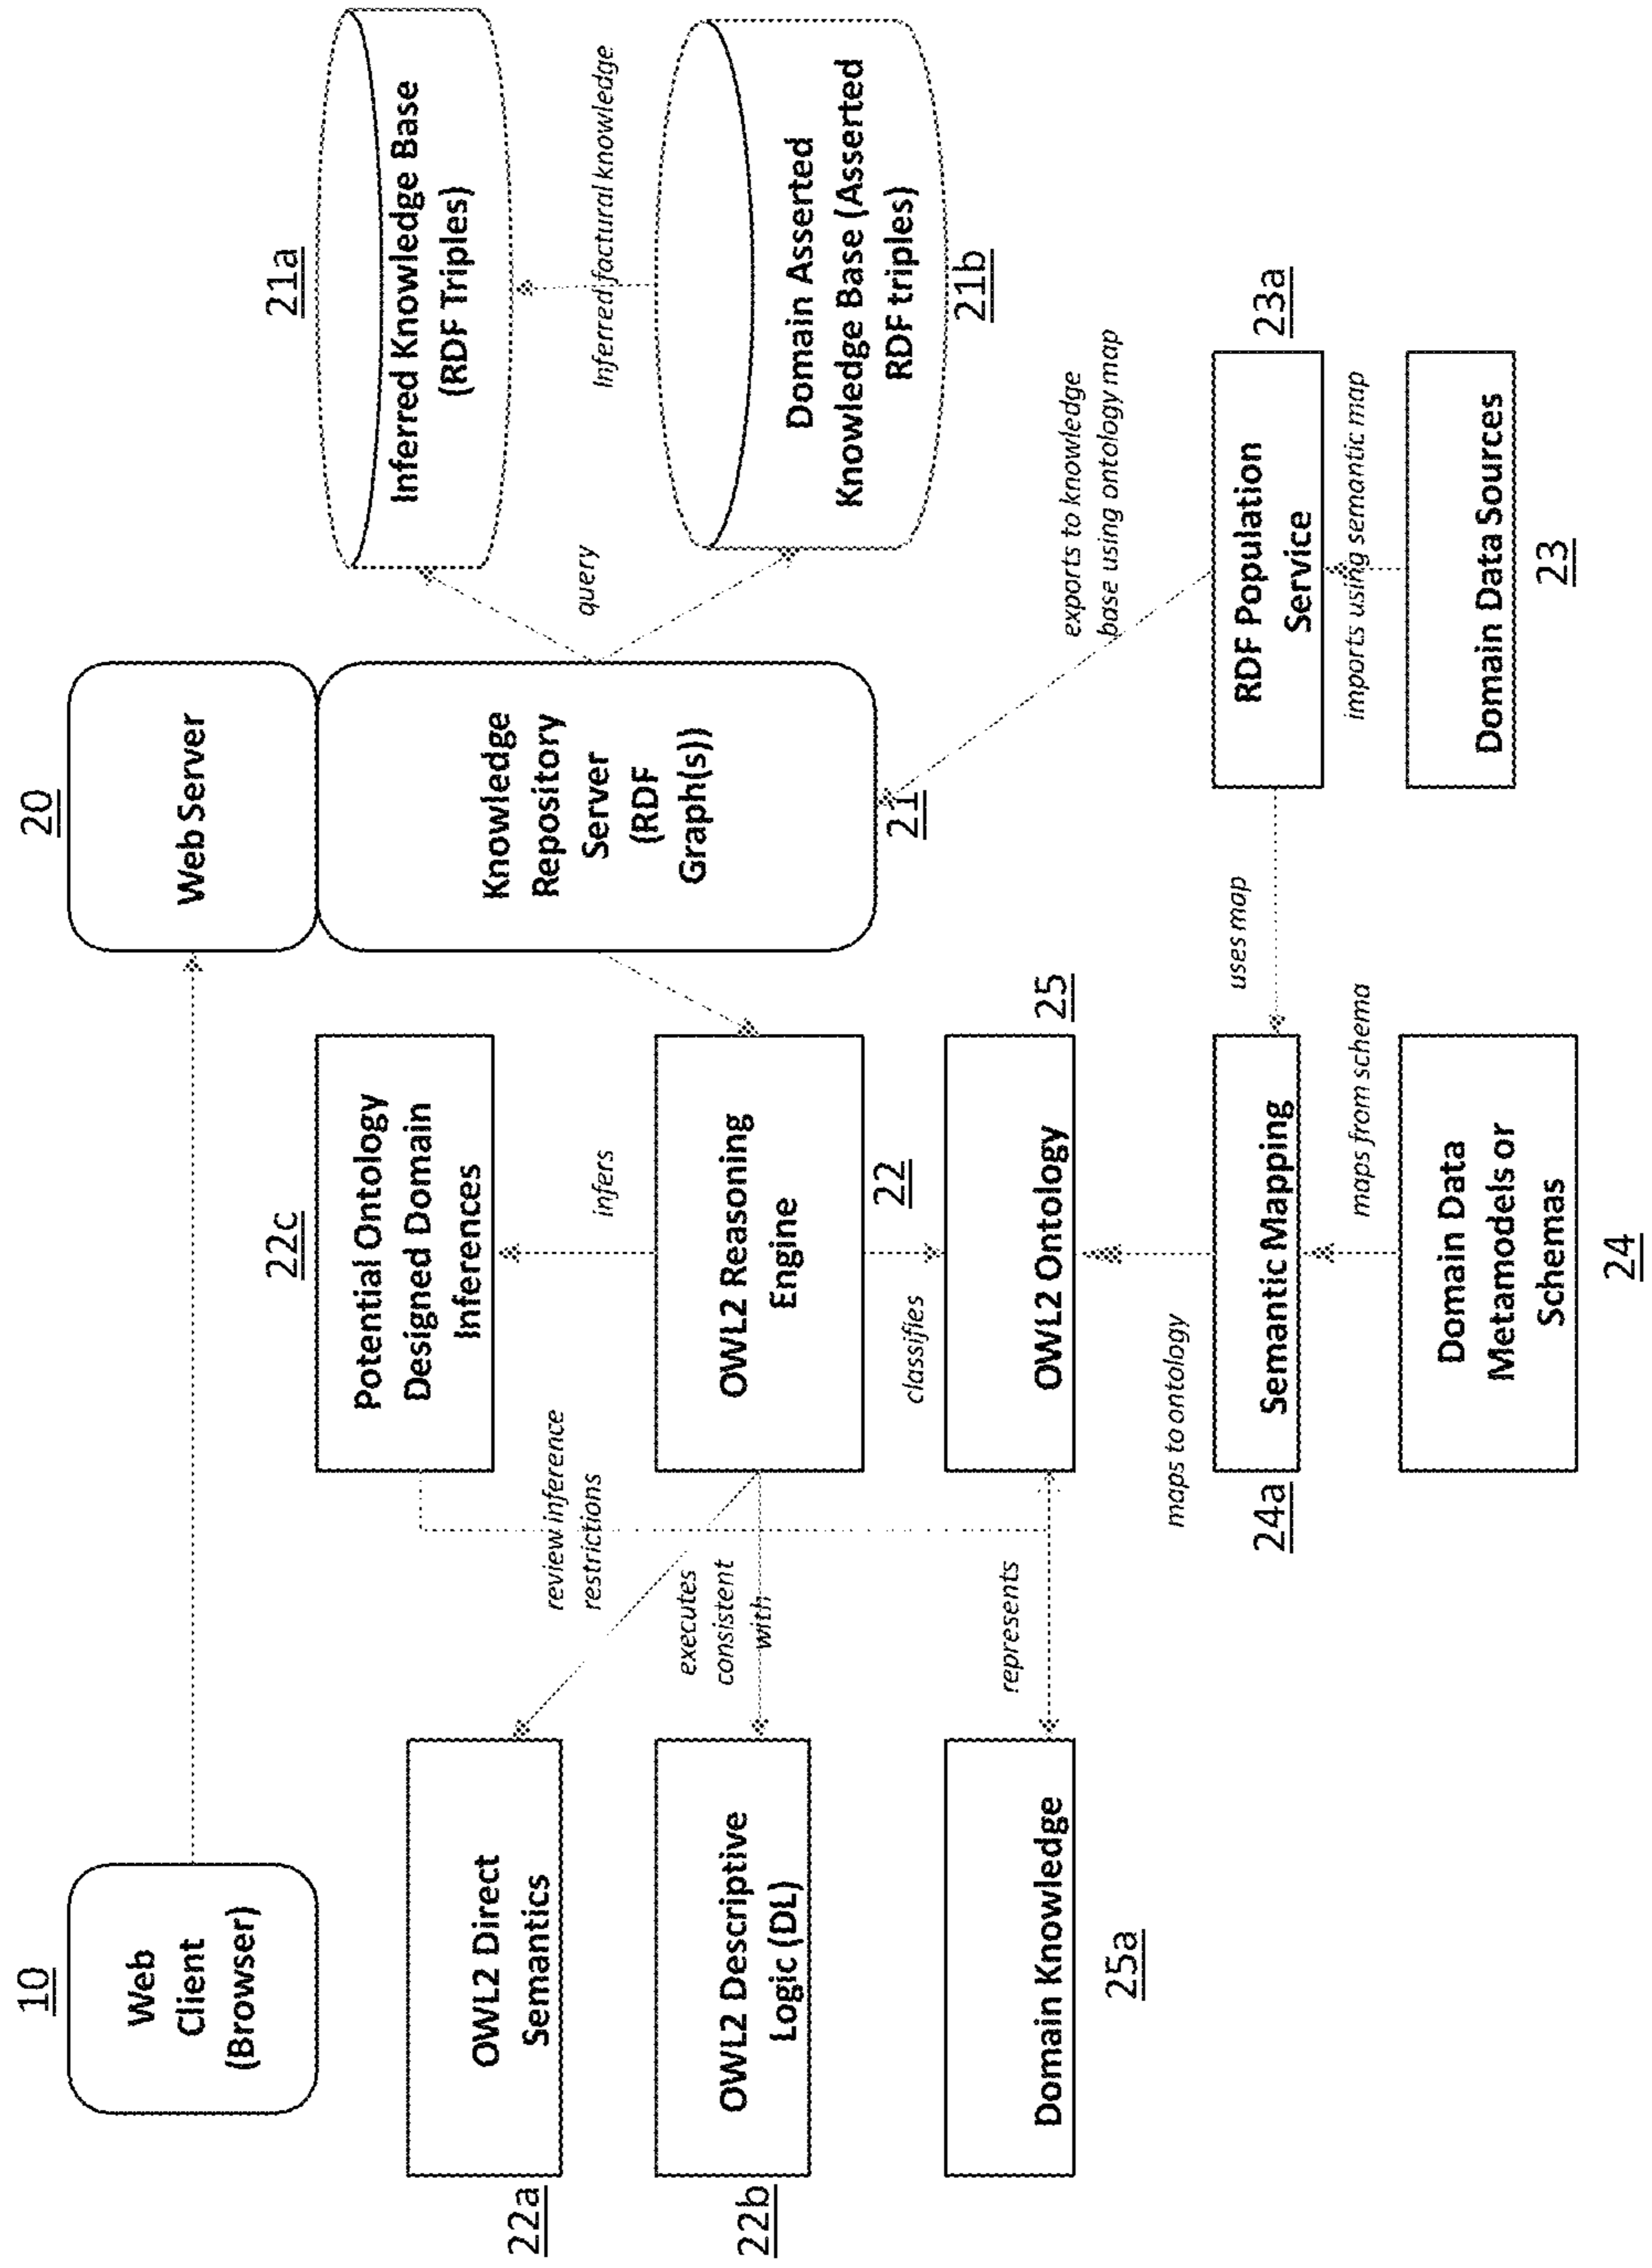 10
Web
Client
(Browser)
20
Web Server
Knowledge
Repository
Server
(RDF
Graph(s))
21
query
21a
Inferred Knowledge Base
(RDF Triples)
Inferred factural knowledge
Domain Asserted
Knowledge Base (Asserted
RDF triples)
21b
22c
Potential Ontology
Designed Domain
Inferences
infers
review inference
restrictions
OWL2 Direct
Semantics
22a
executes
consistent
with
OWL2 Descriptive
Logic (DL)
22b
OWL2 Reasoning
Engine
22
classifies
OWL2 Ontology
25
represents
Domain Knowledge
25a
maps to ontology
Semantic Mapping
24a
maps from schema
Domain Data
Metamodels or
Schemas
24
uses map
exports to knowledge
base using ontology map
RDF Population
Service
23a
imports using semantic map
Domain Data Sources
23